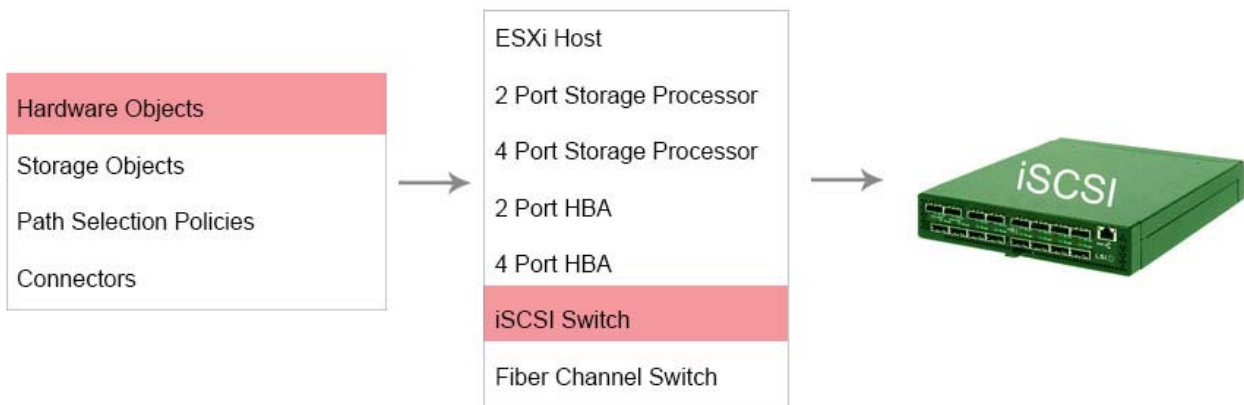 Hardware Objects
Storage Objects
Path Selection Policies
Connectors
ESXi Host
2 Port Storage Processor
4 Port Storage Processor
2 Port HBA
4 Port HBA
iSCSI Switch
Fiber Channel Switch
iSCSI
LSI